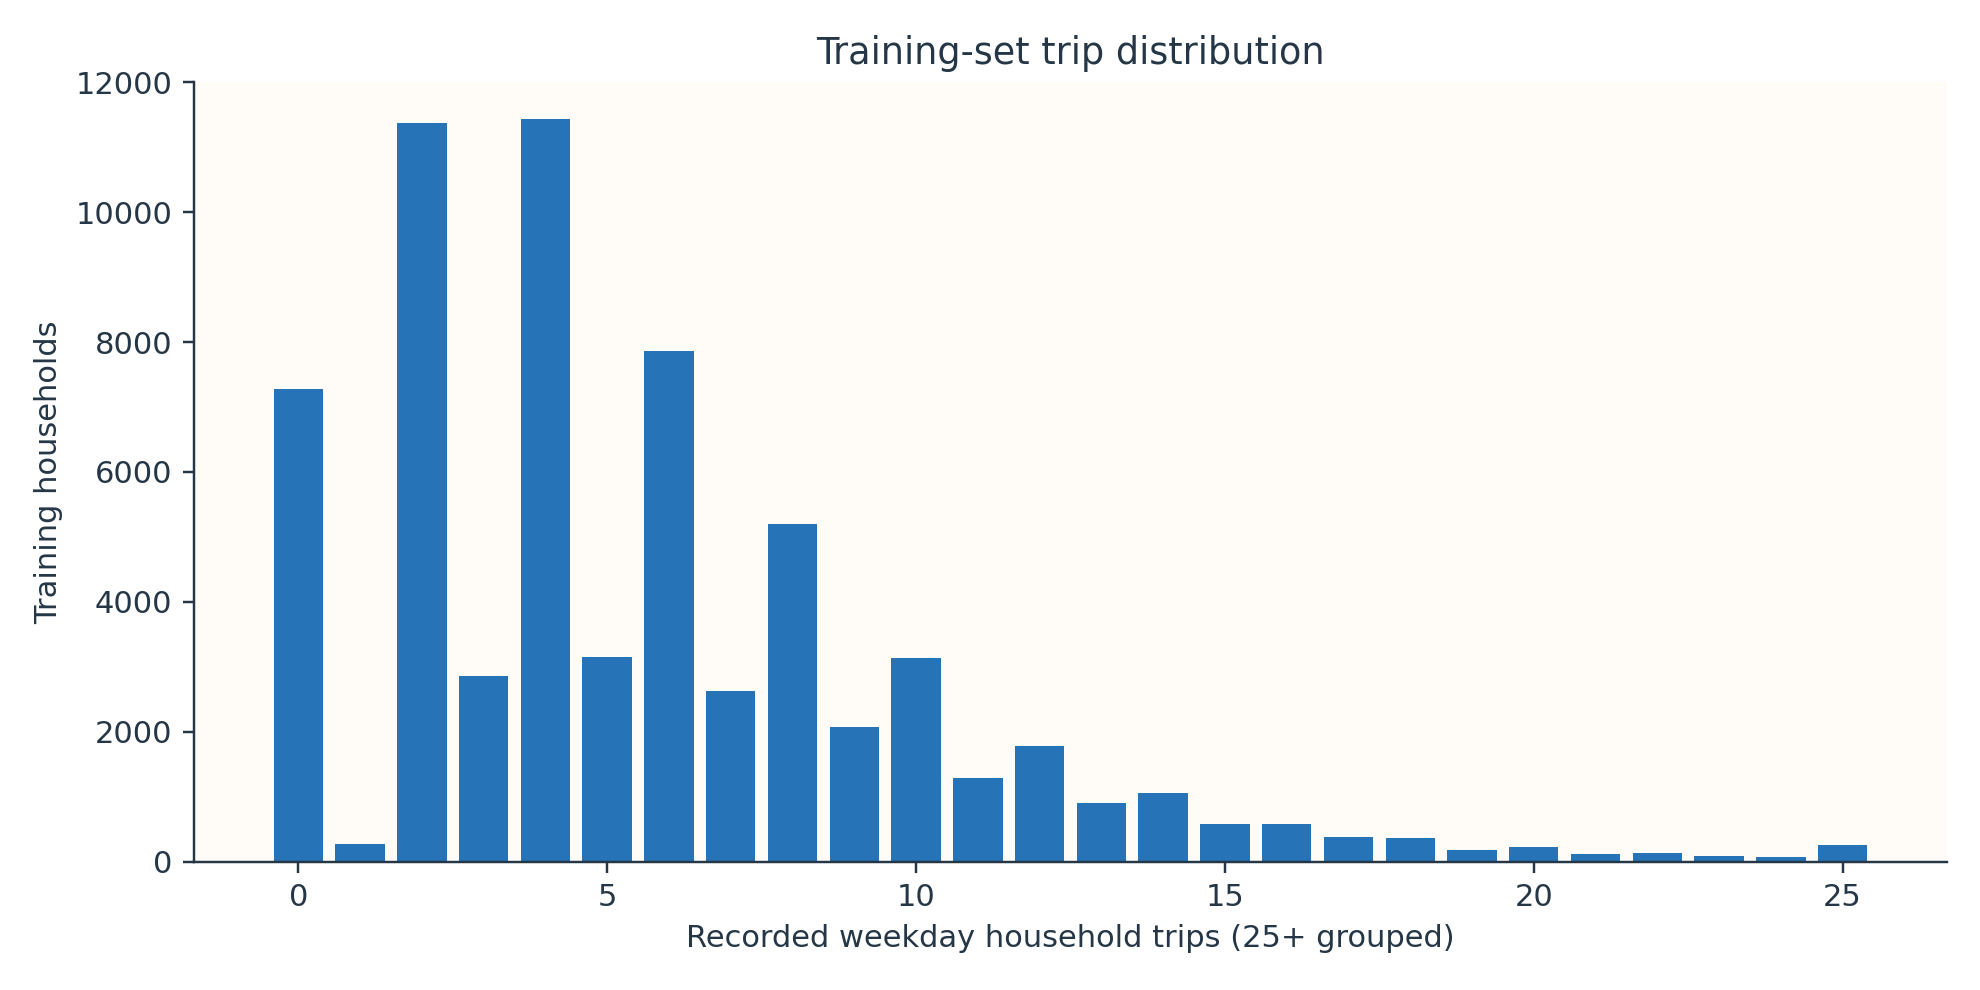 Training-set trip distribution
12000
10000
8000
6000
4000
2000
0
Training households
0 5 10 15 20 25
Recorded weekday household trips (25+ grouped)